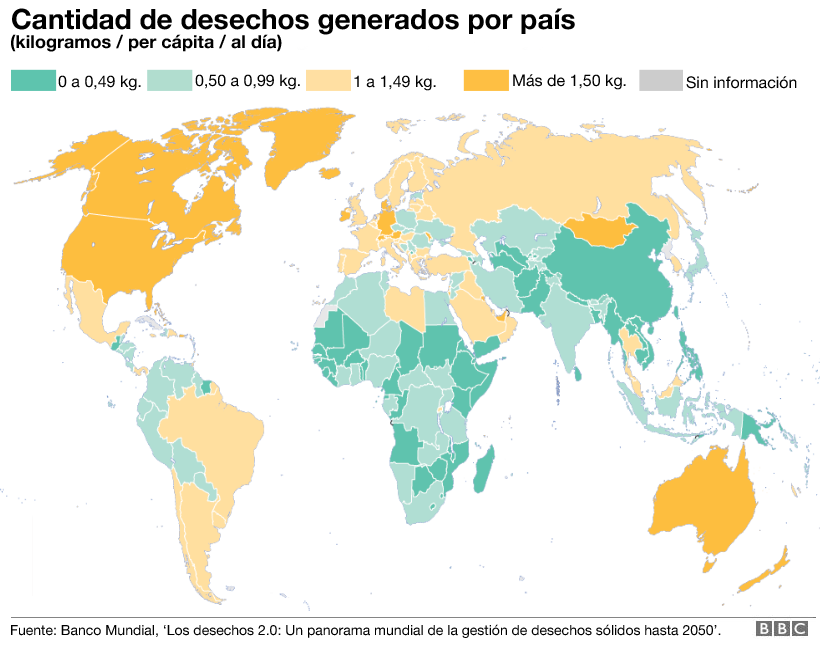 Cantidad de desechos generados por país
(kilogramos / per cápita / al día)
0 a 0,49 kg. 0,50 a 0,99 kg. 1 a 1,49 kg. Más de 1,50 kg. Sin información
Fuente: Banco Mundial, ‘Los desechos 2.0: Un panorama mundial de la gestión de desechos sólidos hasta 2050’. BBC